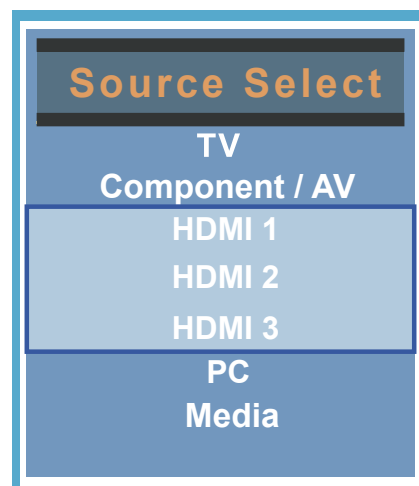 Source Select
TV
Component / AV
HDMI 1
HDMI 2
HDMI 3
PC
Media